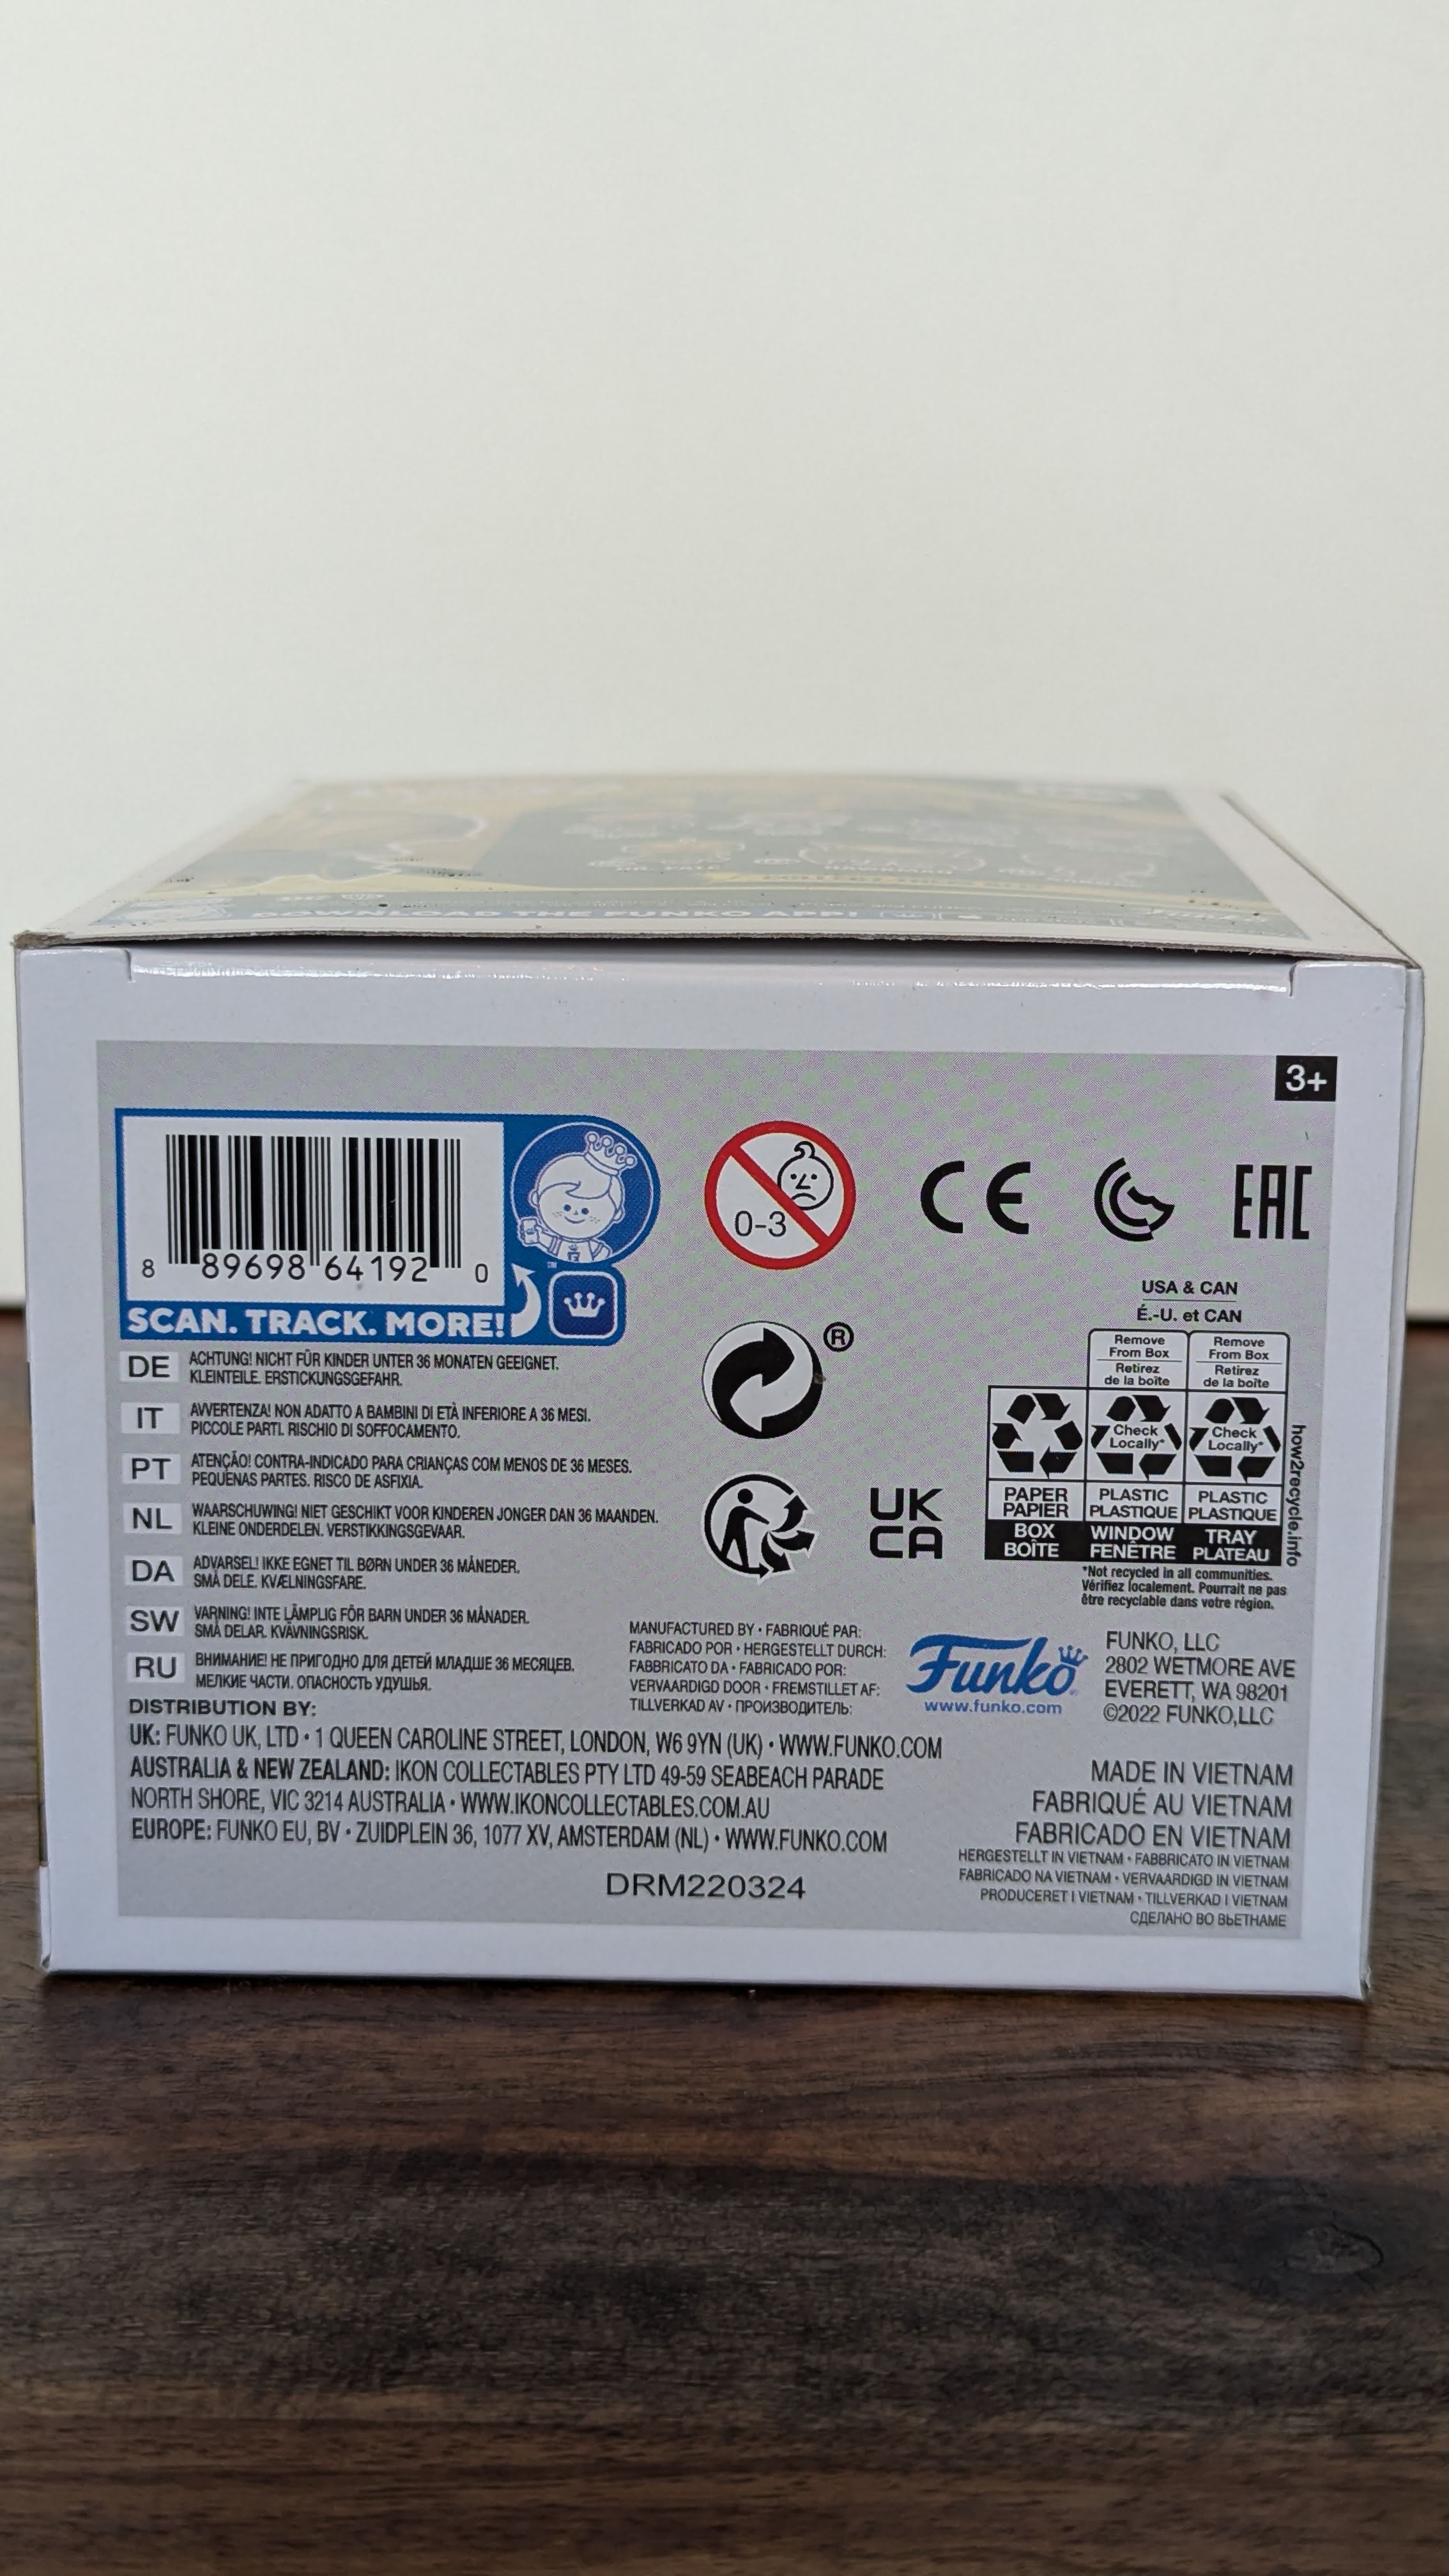 DOWNLOAD THE FUNKO APP!
3+
8 89698 64192 0
SCAN. TRACK. MORE!
™
0-3
CE
EAC
®
UK
CA
DE ACHTUNG! NICHT FÜR KINDER UNTER 36 MONATEN GEEIGNET.
KLEINTEILE. ERSTICKUNGSGEFAHR.
IT AVVERTENZA! NON ADATTO A BAMBINI DI ETÀ INFERIORE A 36 MESI.
PICCOLE PARTI. RISCHIO DI SOFFOCAMENTO.
PT ATENÇÃO! CONTRA-INDICADO PARA CRIANÇAS COM MENOS DE 36 MESES.
PEQUENAS PARTES. RISCO DE ASFIXIA.
NL WAARSCHUWING! NIET GESCHIKT VOOR KINDEREN JONGER DAN 36 MAANDEN.
KLEINE ONDERDELEN. VERSTIKKINGSGEVAAR.
DA ADVARSEL! IKKE EGNET TIL BØRN UNDER 36 MÅNEDER.
SMÅ DELE. KVÆLNINGSFARE.
SW VARNING! INTE LÄMPLIG FÖR BARN UNDER 36 MÅNADER.
SMÅ DELAR. KVÄVNINGSRISK.
RU ВНИМАНИЕ! НЕ ПРИГОДНО ДЛЯ ДЕТЕЙ МЛАДШЕ 36 МЕСЯЦЕВ.
МЕЛКИЕ ЧАСТИ. ОПАСНОСТЬ УДУШЬЯ.
USA & CAN
É.-U. et CAN
Remove
From Box
Retirez
de la boîte
Remove
From Box
Retirez
de la boîte
Check
Locally*
Check
Locally*
PAPER
PAPIER
BOX
BOÎTE
PLASTIC
PLASTIQUE
WINDOW
FENÊTRE
PLASTIC
PLASTIQUE
TRAY
PLATEAU
how2recycle.info
*Not recycled in all communities.
Vérifiez localement. Pourrait ne pas
être recyclable dans votre région.
MANUFACTURED BY • FABRIQUÉ PAR:
FABRICADO POR • HERGESTELLT DURCH:
FABBRICATO DA • FABRICADO POR:
VERVAARDIGD DOOR • FREMSTILLET AF:
TILLVERKAD AV • ПРОИЗВОДИТЕЛЬ:
Funko
www.funko.com
FUNKO, LLC
2802 WETMORE AVE
EVERETT, WA 98201
©2022 FUNKO,LLC
DISTRIBUTION BY:
UK: FUNKO UK, LTD • 1 QUEEN CAROLINE STREET, LONDON, W6 9YN (UK) • WWW.FUNKO.COM
AUSTRALIA & NEW ZEALAND: IKON COLLECTABLES PTY LTD 49-59 SEABEACH PARADE
NORTH SHORE, VIC 3214 AUSTRALIA • WWW.IKONCOLLECTABLES.COM.AU
EUROPE: FUNKO EU, BV • ZUIDPLEIN 36, 1077 XV, AMSTERDAM (NL) • WWW.FUNKO.COM
DRM220324
MADE IN VIETNAM
FABRIQUÉ AU VIETNAM
FABRICADO EN VIETNAM
HERGESTELLT IN VIETNAM • FABBRICATO IN VIETNAM
FABRICADO NA VIETNAM • VERVAARDIGD IN VIETNAM
PRODUCERET I VIETNAM • TILLVERKAD I VIETNAM
СДЕЛАНО ВО ВЬЕТНАМЕ